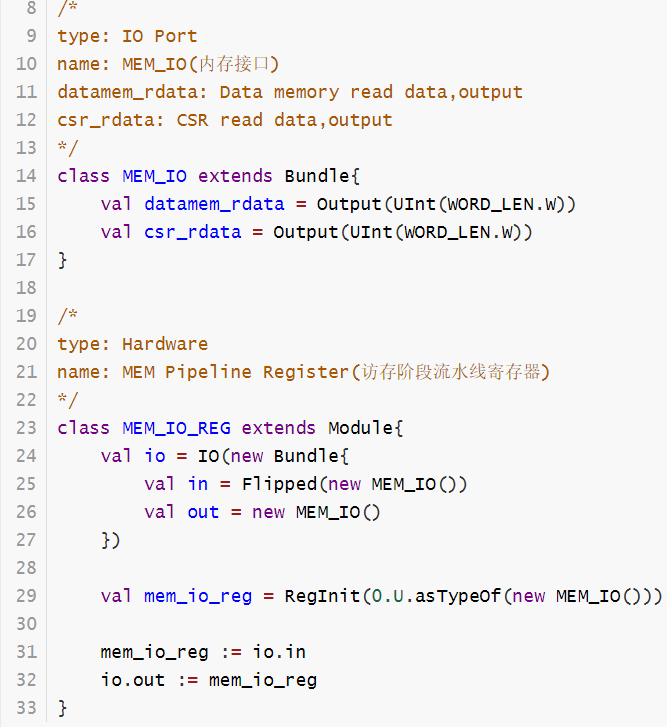 8 /*
9 type: IO Port
10 name: MEM_IO(内存接口)
11 datamem_rdata: Data memory read data,output
12 csr_rdata: CSR read data,output
13 */
14 class MEM_IO extends Bundle{
15     val datamem_rdata = Output(UInt(WORD_LEN.W))
16     val csr_rdata = Output(UInt(WORD_LEN.W))
17 }
18
19 /*
20 type: Hardware
21 name: MEM Pipeline Register(访存阶段流水线寄存器)
22 */
23 class MEM_IO_REG extends Module{
24     val io = IO(new Bundle{
25         val in = Flipped(new MEM_IO())
26         val out = new MEM_IO()
27     })
28
29     val mem_io_reg = RegInit(0.U.asTypeOf(new MEM_IO()))
30
31     mem_io_reg := io.in
32     io.out := mem_io_reg
33 }